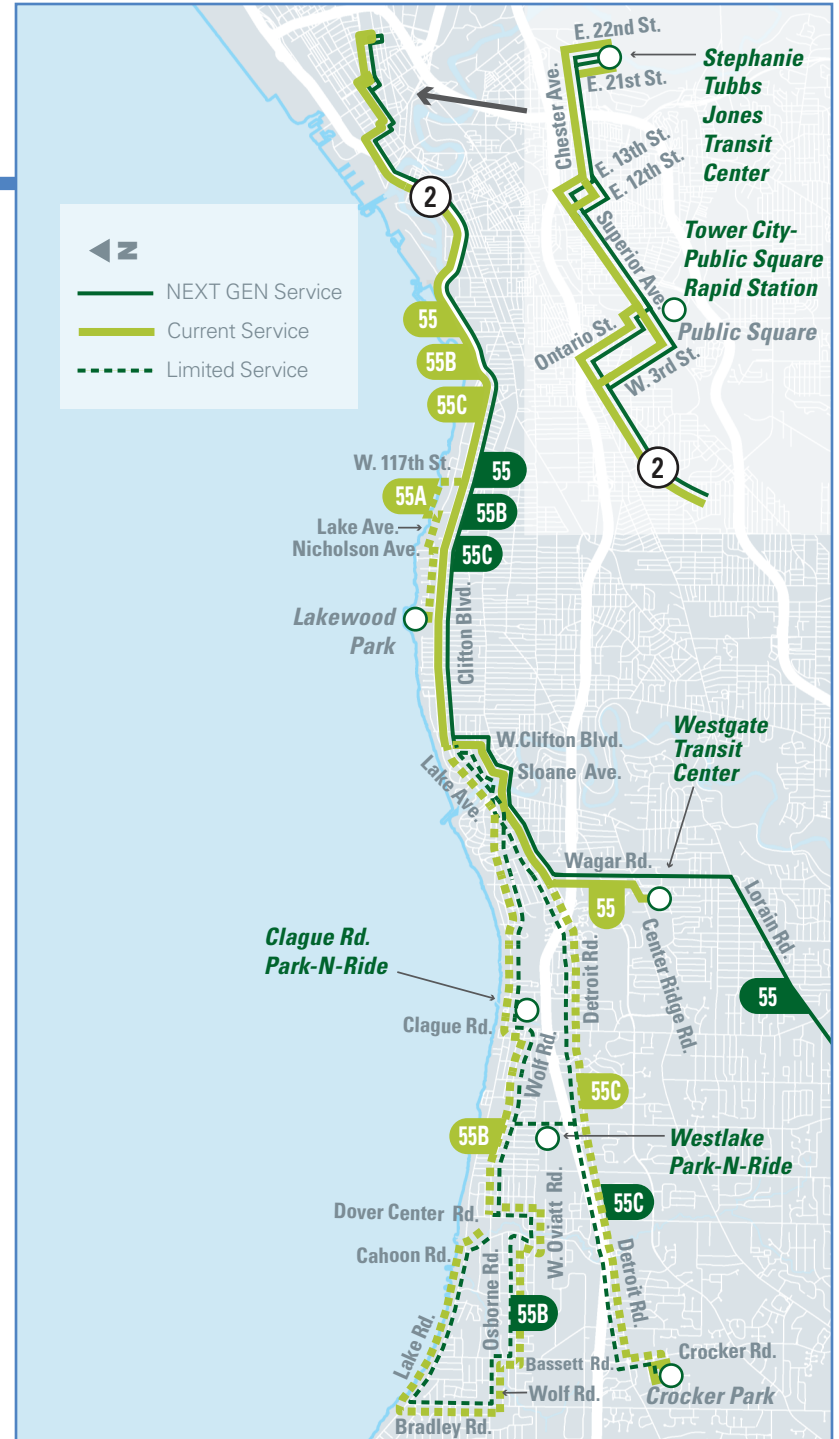 E. 22nd St.
E. 21st St.
Stephanie
Tubbs
Jones
Transit
Center
Chester Ave.
E. 13th St.
E. 12th St.
Superior Ave.
Tower City-
Public Square
Rapid Station
Public Square
Ontario St.
W. 3rd St.
2
2
N
NEXT GEN Service
Current Service
Limited Service
55
55B
55C
W. 117th St.
55A
Lake Ave.
Nicholson Ave.
55
55B
55C
Lakewood
Park
Clifton Blvd.
W.Clifton Blvd.
Sloane Ave.
Lake Ave.
Westgate
Transit
Center
Wagar Rd.
55
Lorain Rd.
Center Ridge Rd.
55
Detroit Rd.
Clague Rd.
Park-N-Ride
Clague Rd.
Wolf Rd.
55C
55B
Westlake
Park-N-Ride
W. Oviatt Rd.
55C
Dover Center Rd.
Cahoon Rd.
Osborne Rd.
Detroit Rd.
55B
Lake Rd.
Bassett Rd.
Crocker Rd.
Wolf Rd.
Crocker Park
Bradley Rd.